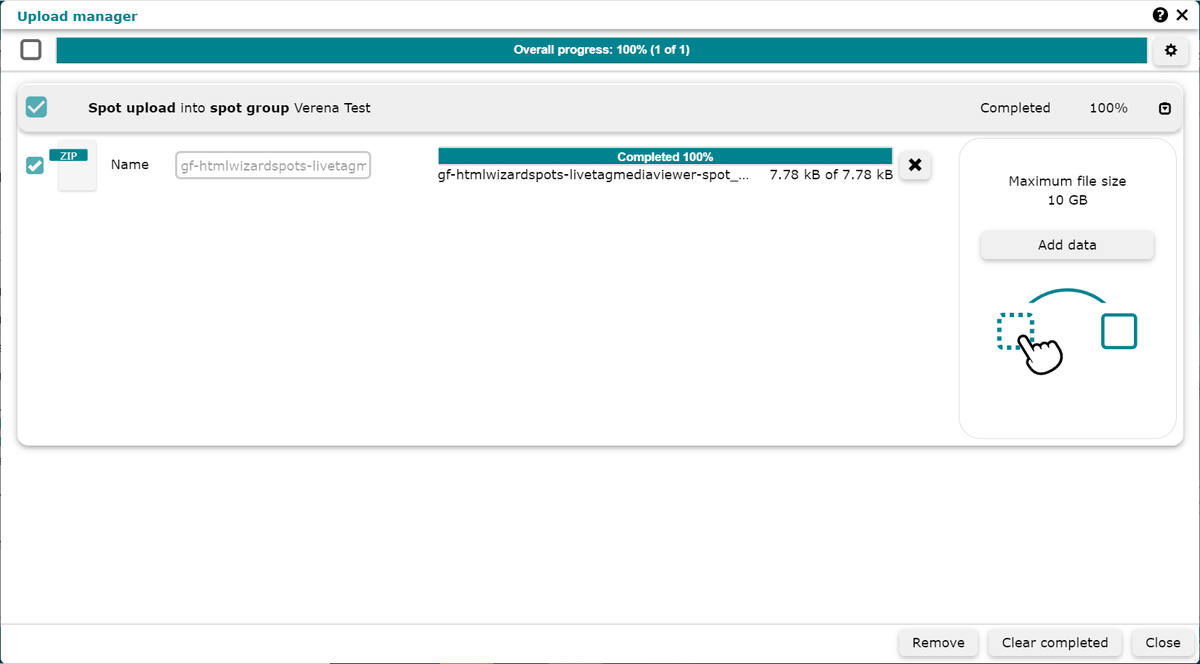 Upload manager
Overall progress: 100% (1 of 1)
Spot upload into spot group Verena Test
Completed 100%
ZIP
Name
gf-htmlwizardspots-livetagm
Completed 100%
gf-htmlwizardspots-livetagmediaviewer-spot_... 7.78 kB of 7.78 kB
Maximum file size
10 GB
Add data
Remove
Clear completed
Close